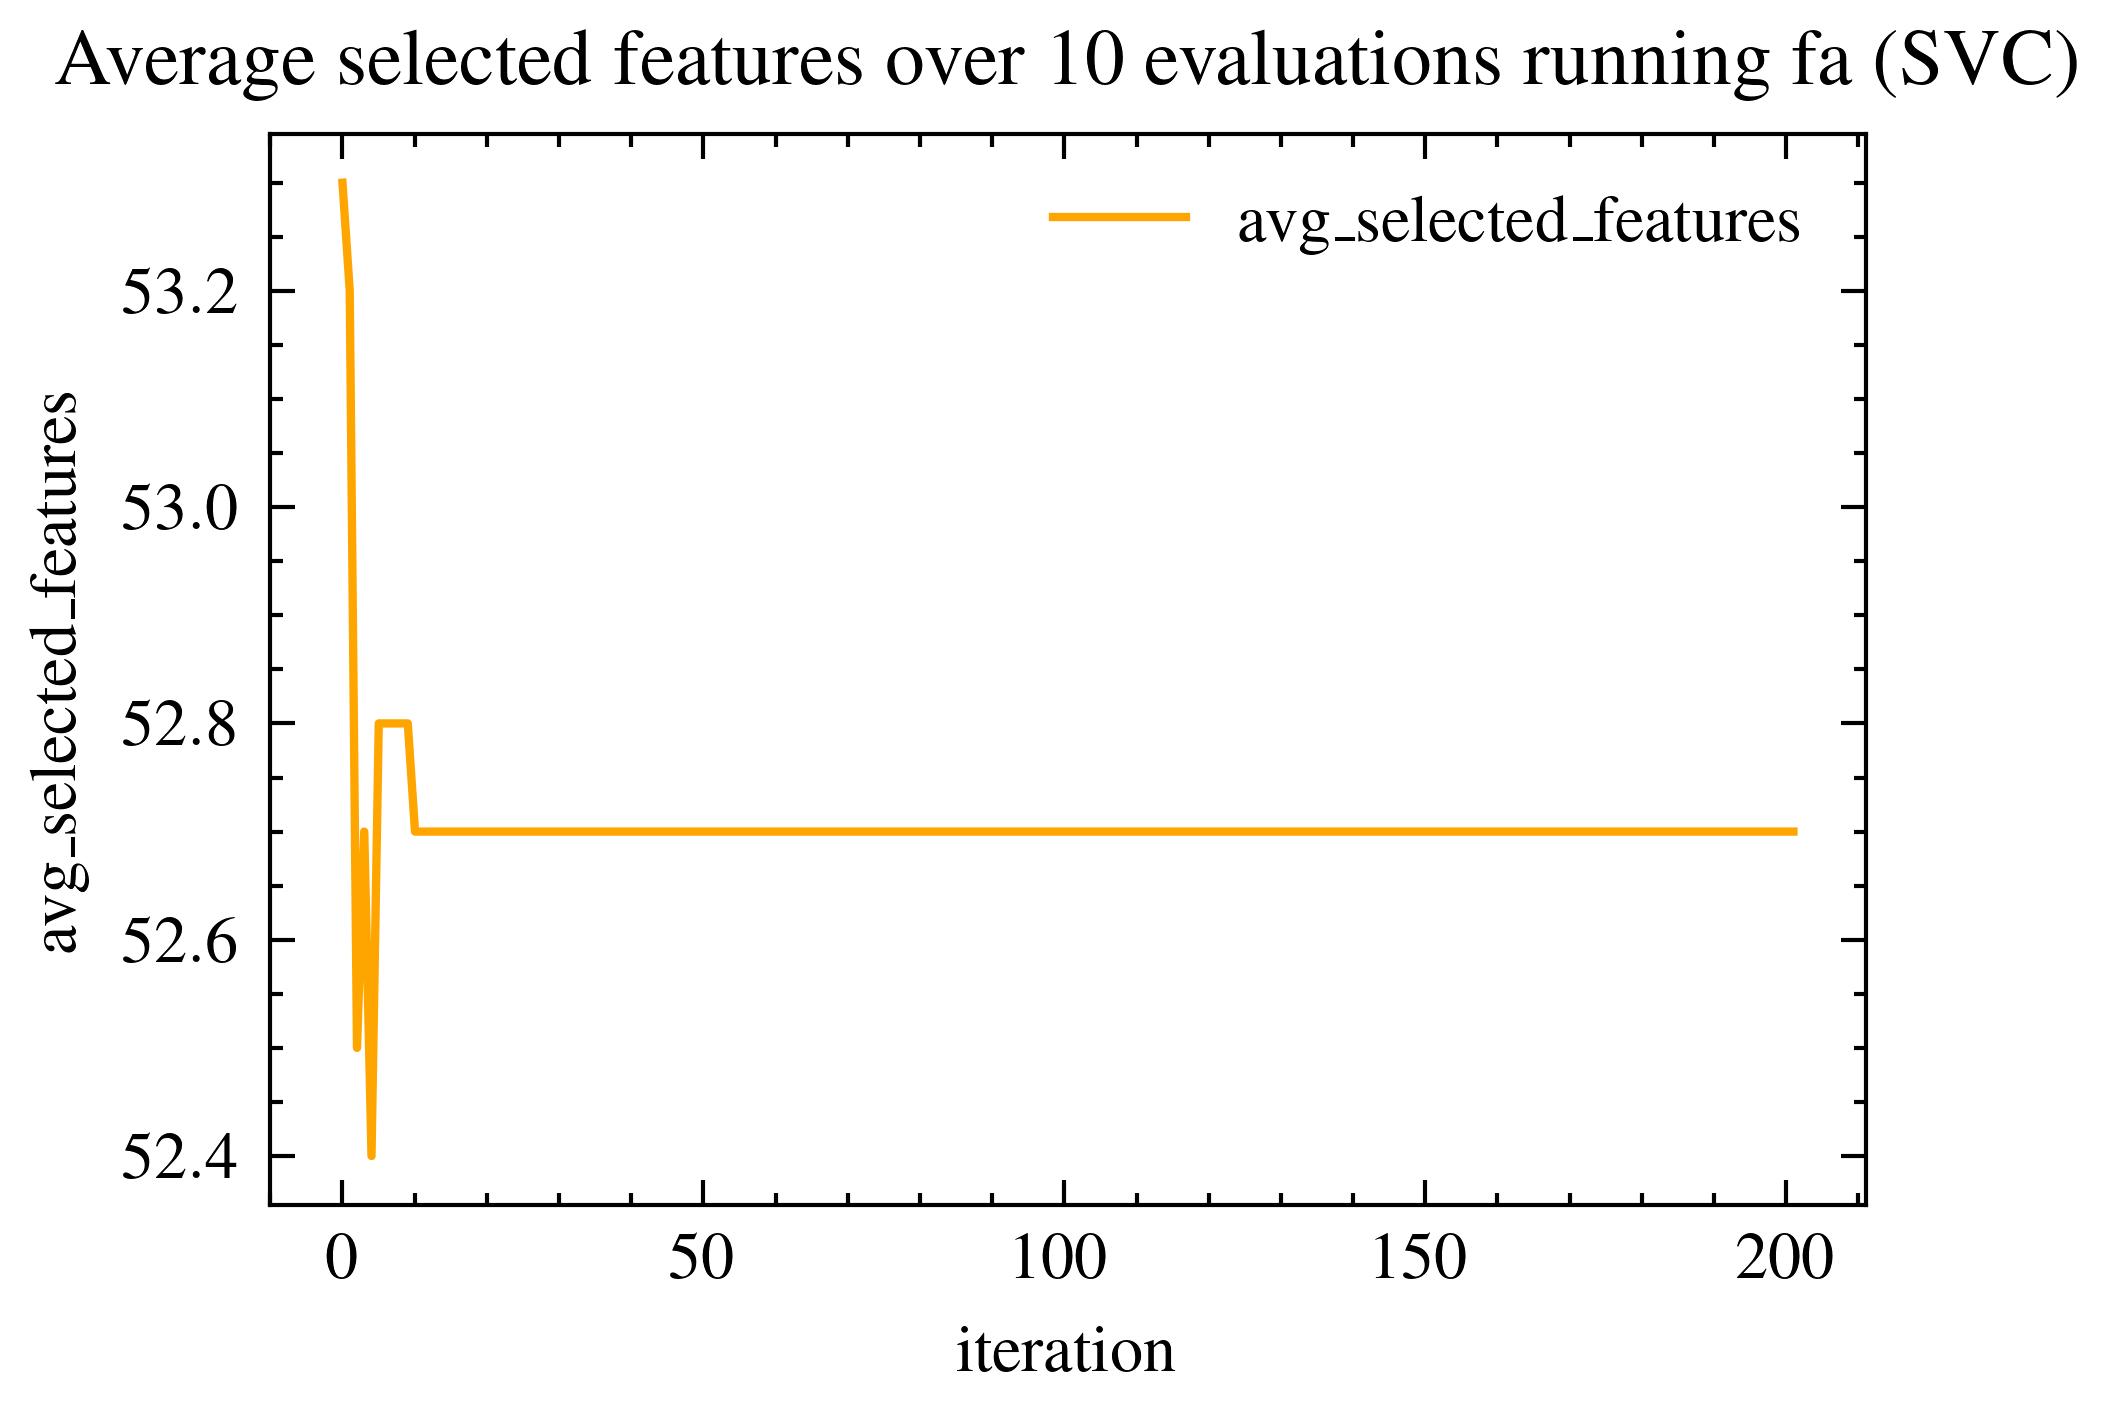 Average selected features over 10 evaluations running fa (SVC)
avg_selected_features
53.2
53.0
52.8
52.6
52.4
avg_selected_features
0 50 100 150 200
iteration